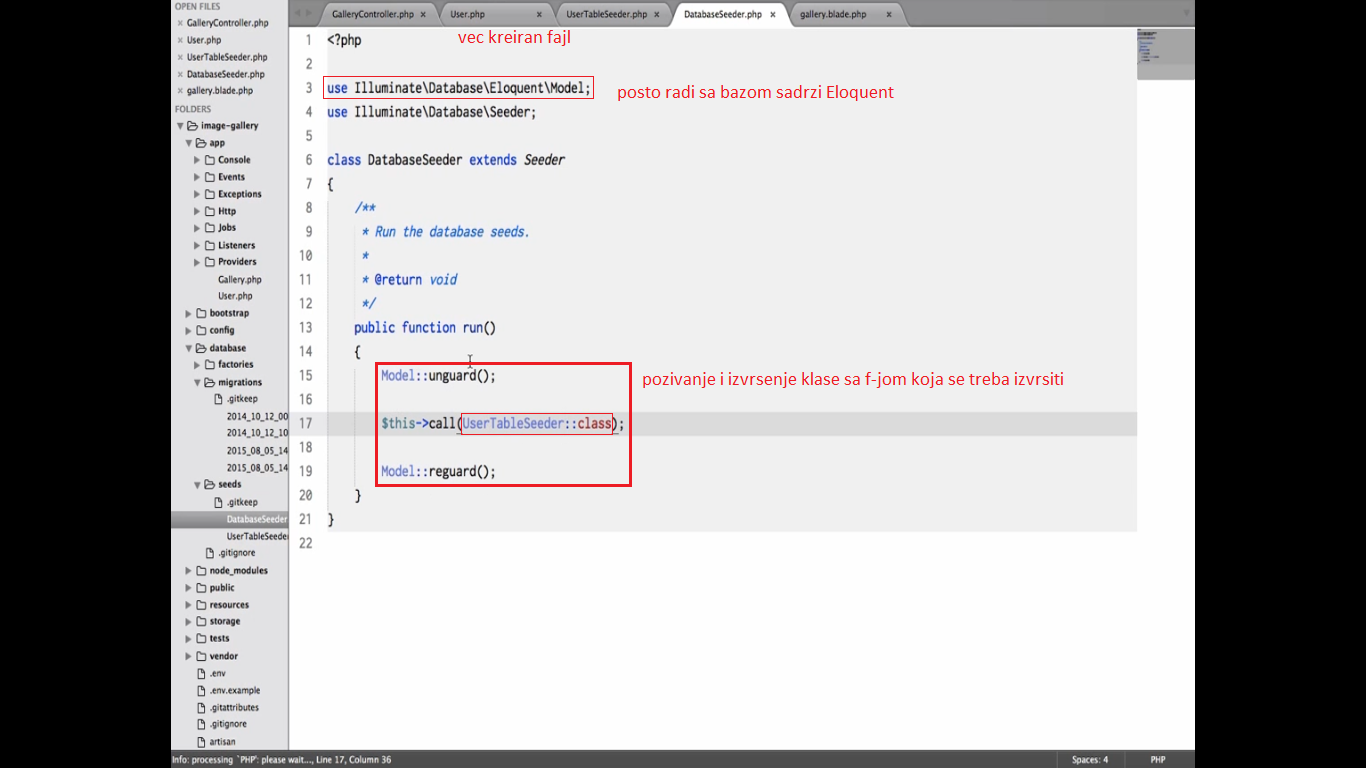 OPEN FILES
GalleryController.php
User.php
UserTableSeeder.php
DatabaseSeeder.php
gallery.blade.php
FOLDERS
image-gallery
app
Console
Events
Exceptions
Http
Jobs
Listeners
Providers
Gallery.php
User.php
bootstrap
config
database
factories
migrations
.gitkeep
2014_10_12_00
2014_10_12_10
2015_08_05_14
2015_08_05_14
seeds
.gitkeep
DatabaseSeeder
UserTableSeede
.gitignore
node_modules
public
resources
storage
tests
vendor
.env
.env.example
.gitattributes
.gitignore
artisan
GalleryController.php × User.php × UserTableSeeder.php × DatabaseSeeder.php × gallery.blade.php ×
vec kreiran fajl
1 <?php
2
3 use Illuminate\Database\Eloquent\Model;
posto radi sa bazom sadrzi Eloquent
4 use Illuminate\Database\Seeder;
5
6 class DatabaseSeeder extends Seeder
7 {
8 /**
9 * Run the database seeds.
10 *
11 * @return void
12 */
13 public function run()
14 {
15 Model::unguard();
pozivanje i izvrsenje klase sa f-jom koja se treba izvrsiti
16
17 $this->call(UserTableSeeder::class);
18
19 Model::reguard();
20 }
21 }
22
Info: processing `PHP': please wait..., Line 17, Column 36
Spaces: 4
PHP